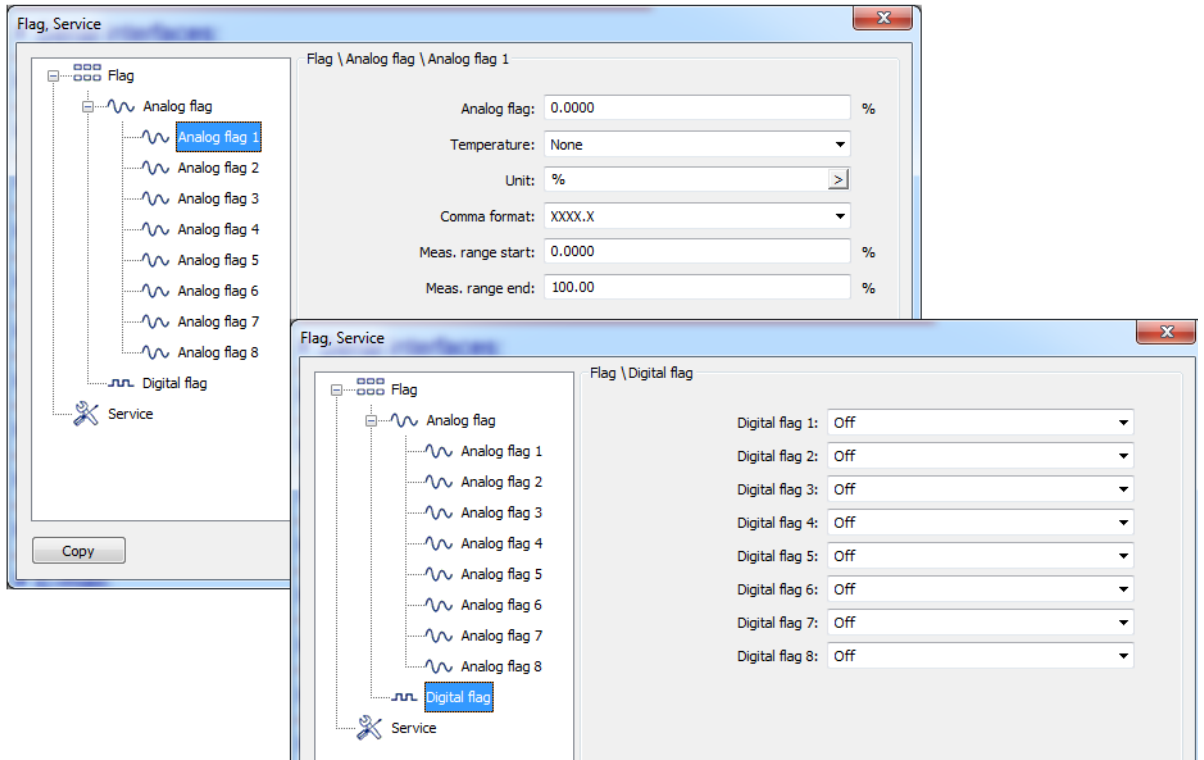 Flag, Service
Flag
Analog flag
Analog flag 1
Analog flag 2
Analog flag 3
Analog flag 4
Analog flag 5
Analog flag 6
Analog flag 7
Analog flag 8
Digital flag
Service
Copy
Flag \ Analog flag \ Analog flag 1
Analog flag: 0.0000 %
Temperature: None
Unit: % >
Comma format: XXXX.X
Meas. range start: 0.0000 %
Meas. range end: 100.00 %
Flag, Service
Flag
Analog flag
Analog flag 1
Analog flag 2
Analog flag 3
Analog flag 4
Analog flag 5
Analog flag 6
Analog flag 7
Analog flag 8
Digital flag
Service
Flag \ Digital flag
Digital flag 1: Off
Digital flag 2: Off
Digital flag 3: Off
Digital flag 4: Off
Digital flag 5: Off
Digital flag 6: Off
Digital flag 7: Off
Digital flag 8: Off